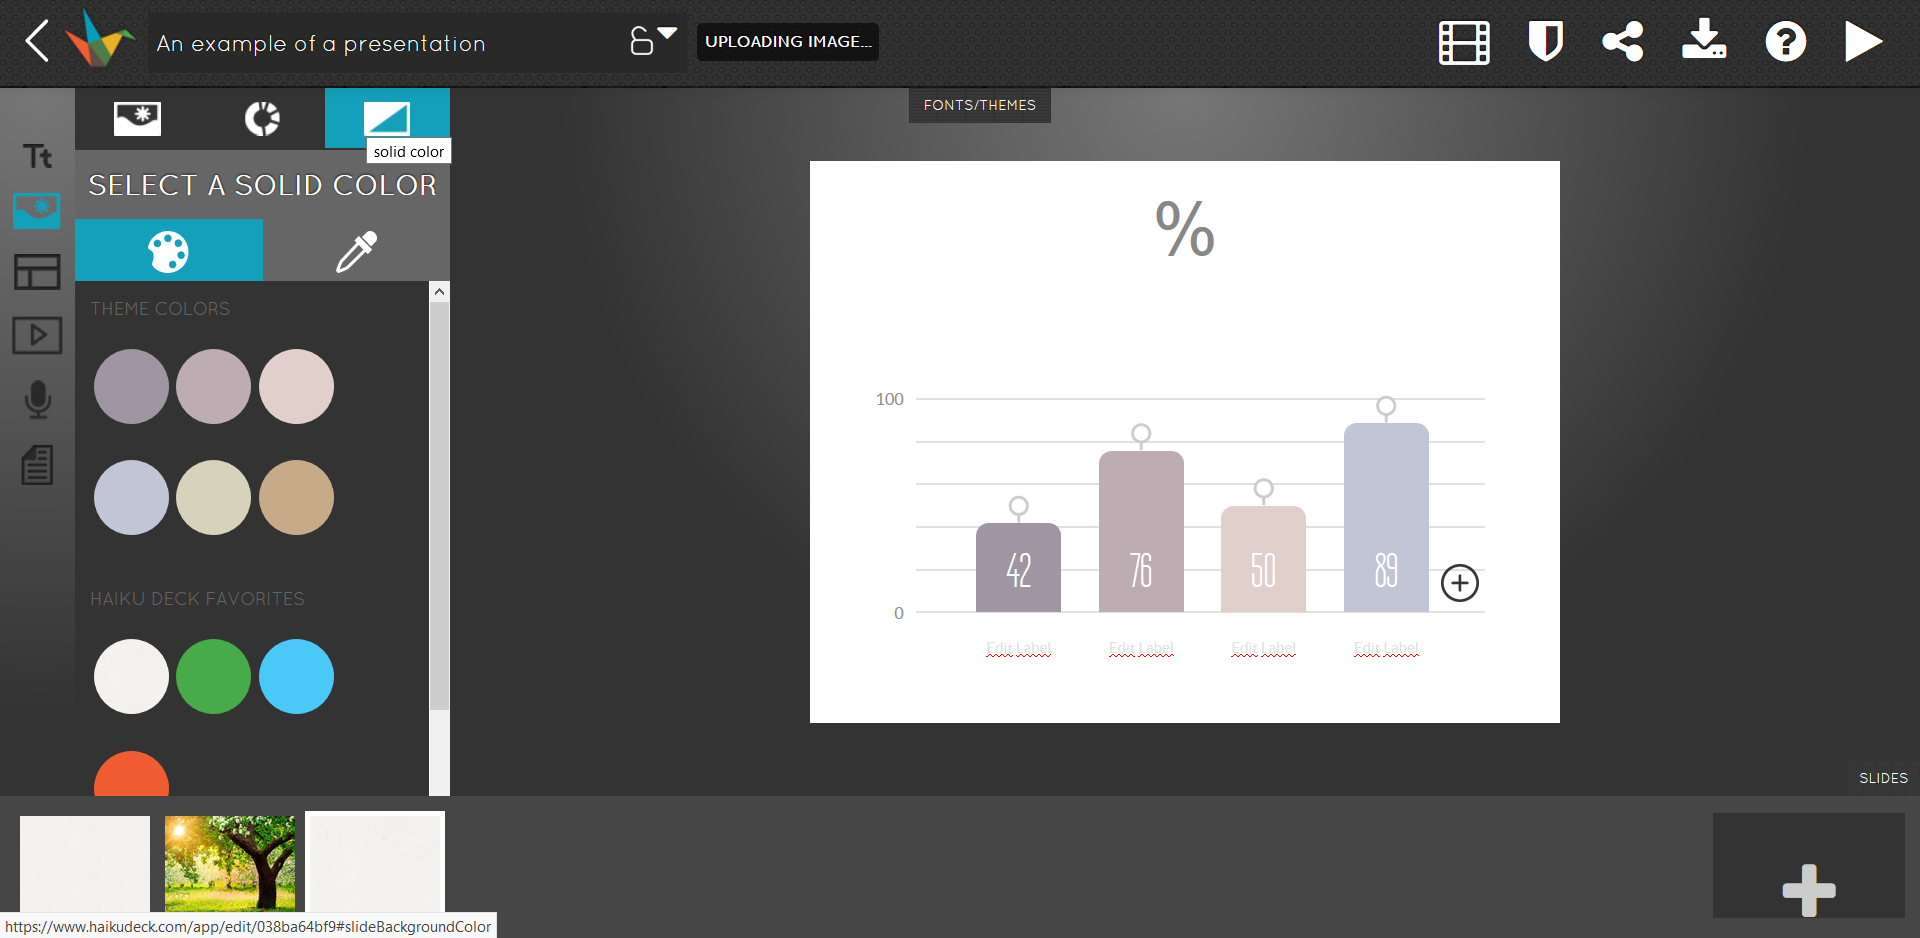 An example of a presentation
UPLOADING IMAGE...
FONTS/THEMES
Tt
solid color
SELECT A SOLID COLOR
THEME COLORS
HAIKU DECK FAVORITES
%
100
0
42
76
50
89
Edit Label
Edit Label
Edit Label
Edit Label
SLIDES
https://www.haikudeck.com/app/edit/038ba64bf9#slideBackgroundColor